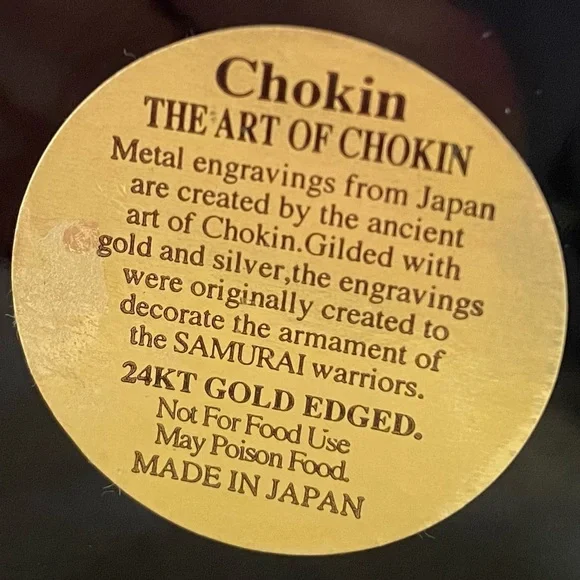 Chokin
THE ART OF CHOKIN
Metal engravings from Japan
are created by the ancient
art of Chokin.Gilded with
gold and silver,the engravings
were originally created to
decorate the armament of
the SAMURAI warriors.
24KT GOLD EDGED.
Not For Food Use
May Poison Food.
MADE IN JAPAN